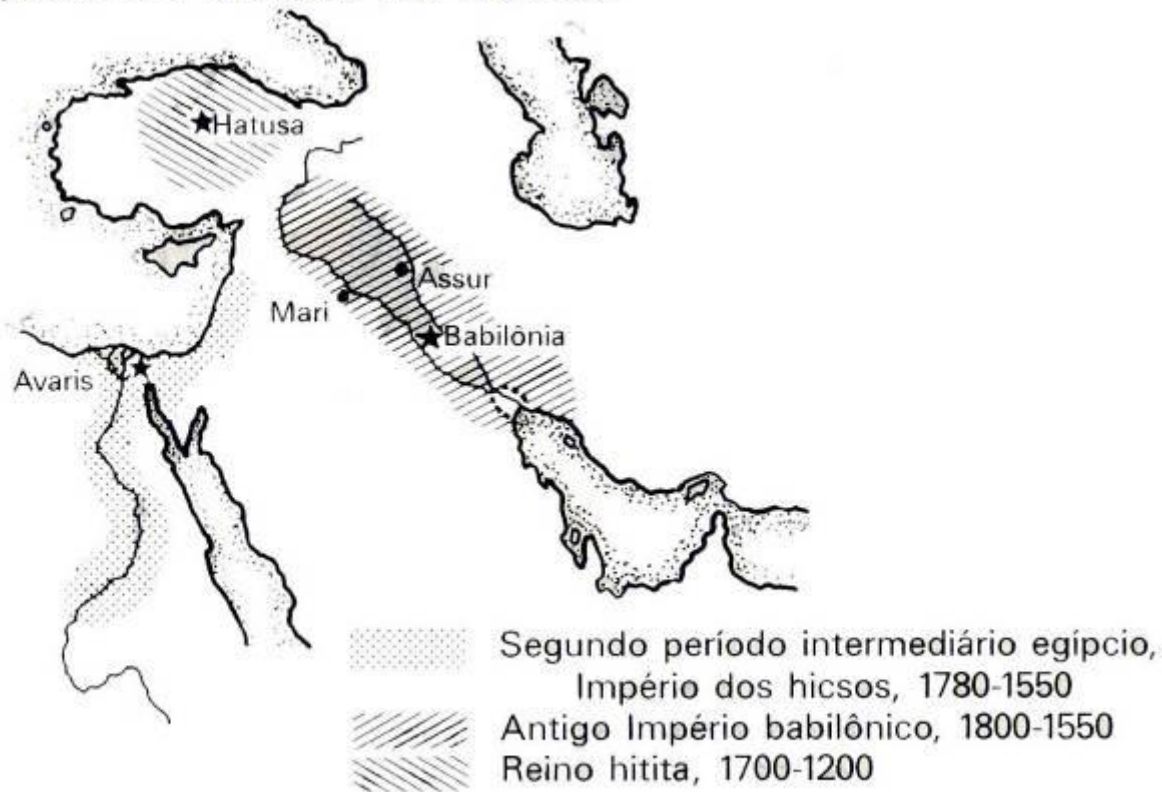 Hatusa
Assur
Mari
Babilônia
Avaris
Segundo período intermediário egípcio,
Império dos hicsos, 1780-1550
Antigo Império babilônico, 1800-1550
Reino hitita, 1700-1200